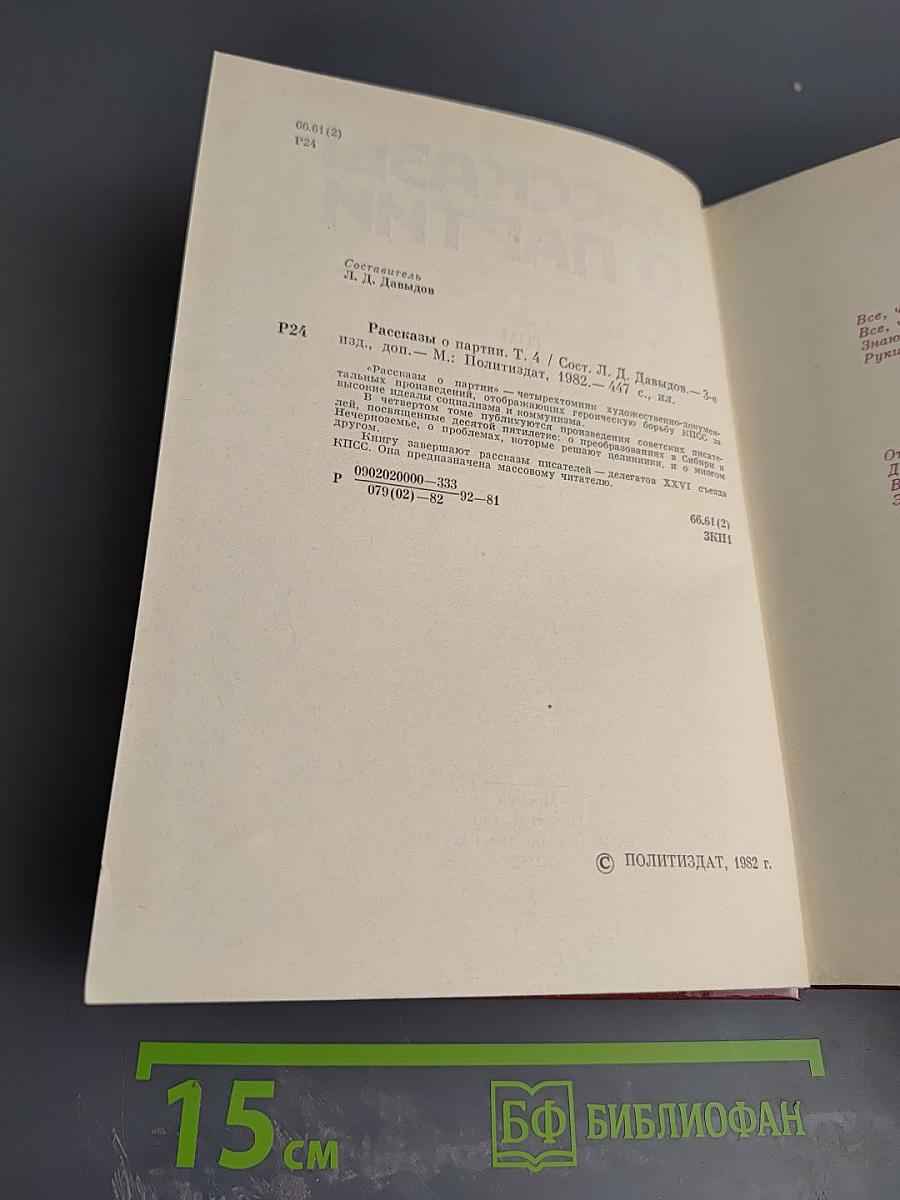 66.61(2)
Р24
Составитель
Л. Д. Давыдов
Р24
Рассказы о партии. Т. 4 / Сост. Л. Д. Давыдов.— 3-е
изд., доп.— М.: Политиздат, 1982.— 447 с., ил.
«Рассказы о партии» — четырехтомник художественно-докумен-
тальных произведений, отображающих героическую борьбу КПСС за
высокие идеалы социализма и коммунизма.
В четвертом томе публикуются произведения советских писате-
лей, посвященные десятой пятилетке: о преобразованиях в Сибири и
Нечерноземье, о проблемах, которые решают целинники, и о многом
другом.
Книгу завершают рассказы писателей — делегатов XXVI съезда
КПСС. Она предназначена массовому читателю.
Р 0902020000—333
079(02)—82 —92—81
66.61(2)
3КП1
© ПОЛИТИЗДАТ, 1982 г.
Все,
Все,
Знаю
Руки
От
Д
В
15 см
БФ БИБЛИОФАН